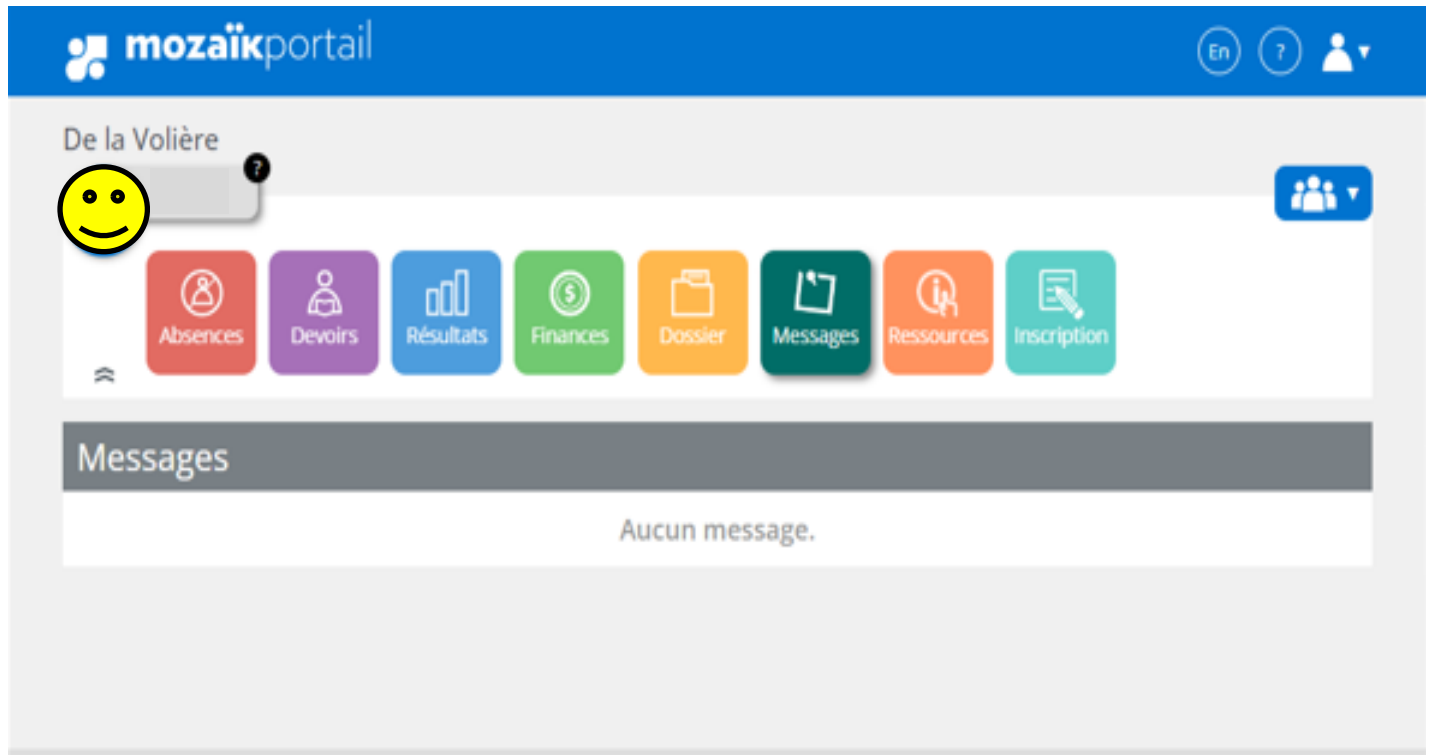 mozaïkportail
En ?
De la Volière
?
Absences Devoirs Résultats Finances Dossier Messages Ressources Inscription
Messages
Aucun message.